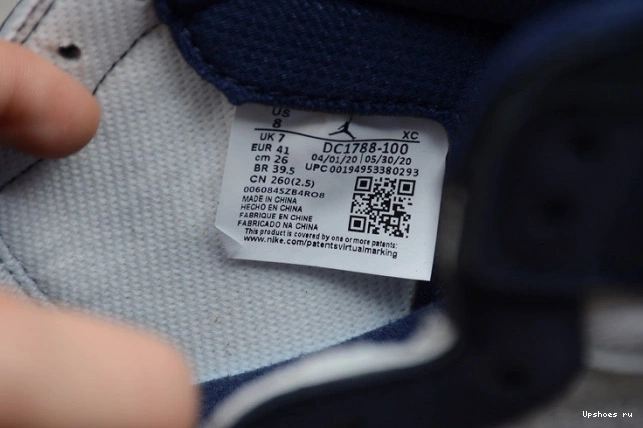 US
8
XC
UK 7
DC1788-100
EUR 41
04/01/20 | 05/30/20
cm 26
UPC 00194953380293
BR 39.5
CN 260(2.5)
0060845ZB4RO8
MADE IN CHINA
HECHO EN CHINA
FABRIQUE EN CHINE
FABRICADO NA CHINA
This product is covered by one or more patents:
www.nike.com/patentsvirtualmarking
Upshoes ru